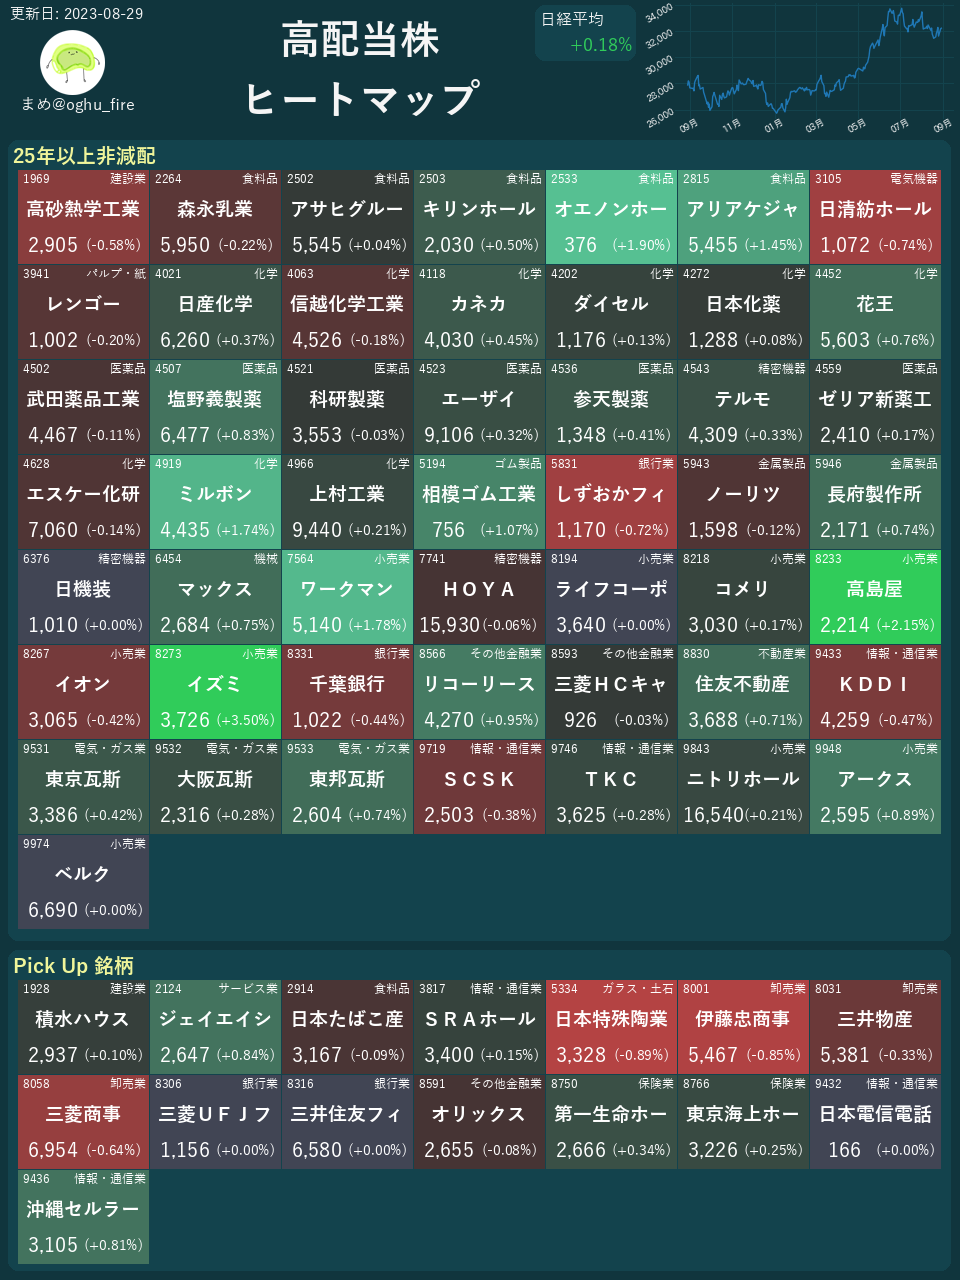 更新日: 2023-08-29
まめ@oghu_fire
高配当株
ヒートマップ
日経平均
+0.18%
34,000
32,000
30,000
28,000
26,000
09月 11月 01月 03月 05月 07月 09月
25年以上非減配
1969 建設業 2264 食料品 2502 食料品 2503 食料品 2533 食料品 2815 食料品 3105 電気機器
高砂熱学工業 森永乳業 アサヒグルー キリンホール オエノンホー アリアケジャ 日清紡ホール
2,905 (-0.58%) 5,950 (-0.22%) 5,545 (+0.04%) 2,030 (+0.50%) 376 (+1.90%) 5,455 (+1.45%) 1,072 (-0.74%)
3941 パルプ・紙 4021 化学 4063 化学 4118 化学 4202 化学 4272 化学 4452 化学
レンゴー 日産化学 信越化学工業 カネカ ダイセル 日本化薬 花王
1,002 (-0.20%) 6,260 (+0.37%) 4,526 (-0.18%) 4,030 (+0.45%) 1,176 (+0.13%) 1,288 (+0.08%) 5,603 (+0.76%)
4502 医薬品 4507 医薬品 4521 医薬品 4523 医薬品 4536 医薬品 4543 精密機器 4559 医薬品
武田薬品工業 塩野義製薬 科研製薬 エーザイ 参天製薬 テルモ ゼリア新薬工
4,467 (-0.11%) 6,477 (+0.83%) 3,553 (-0.03%) 9,106 (+0.32%) 1,348 (+0.41%) 4,309 (+0.33%) 2,410 (+0.17%)
4628 化学 4919 化学 4966 化学 5194 ゴム製品 5831 銀行業 5943 金属製品 5946 金属製品
エスケー化研 ミルボン 上村工業 相模ゴム工業 しずおかフィ ノーリツ 長府製作所
7,060 (-0.14%) 4,435 (+1.74%) 9,440 (+0.21%) 756 (+1.07%) 1,170 (-0.72%) 1,598 (-0.12%) 2,171 (+0.74%)
6376 精密機器 6454 機械 7564 小売業 7741 精密機器 8194 小売業 8218 小売業 8233 小売業
日機装 マックス ワークマン ＨＯＹＡ ライフコーポ コメリ 高島屋
1,010 (+0.00%) 2,684 (+0.75%) 5,140 (+1.78%) 15,930 (-0.06%) 3,640 (+0.00%) 3,030 (+0.17%) 2,214 (+2.15%)
8267 小売業 8273 小売業 8331 銀行業 8566 その他金融業 8593 その他金融業 8830 不動産業 9433 情報・通信業
イオン イズミ 千葉銀行 リコーリース 三菱ＨＣキャ 住友不動産 ＫＤＤＩ
3,065 (-0.42%) 3,726 (+3.50%) 1,022 (-0.44%) 4,270 (+0.95%) 926 (-0.03%) 3,688 (+0.71%) 4,259 (-0.47%)
9531 電気・ガス業 9532 電気・ガス業 9533 電気・ガス業 9719 情報・通信業 9746 情報・通信業 9843 小売業 9948 小売業
東京瓦斯 大阪瓦斯 東邦瓦斯 ＳＣＳＫ ＴＫＣ ニトリホール アークス
3,386 (+0.42%) 2,316 (+0.28%) 2,604 (+0.74%) 2,503 (-0.38%) 3,625 (+0.28%) 16,540 (+0.21%) 2,595 (+0.89%)
9974 小売業
ベルク
6,690 (+0.00%)
Pick Up 銘柄
1928 建設業 2124 サービス業 2914 食料品 3817 情報・通信業 5334 ガラス・土石 8001 卸売業 8031 卸売業
積水ハウス ジェイエイシ 日本たばこ産 ＳＲＡホール 日本特殊陶業 伊藤忠商事 三井物産
2,937 (+0.10%) 2,647 (+0.84%) 3,167 (-0.09%) 3,400 (+0.15%) 3,328 (-0.89%) 5,467 (-0.85%) 5,381 (-0.33%)
8058 卸売業 8306 銀行業 8316 銀行業 8591 その他金融業 8750 保険業 8766 保険業 9432 情報・通信業
三菱商事 三菱ＵＦＪフ 三井住友フィ オリックス 第一生命ホー 東京海上ホー 日本電信電話
6,954 (-0.64%) 1,156 (+0.00%) 6,580 (+0.00%) 2,655 (-0.08%) 2,666 (+0.34%) 3,226 (+0.25%) 166 (+0.00%)
9436 情報・通信業
沖縄セルラー
3,105 (+0.81%)